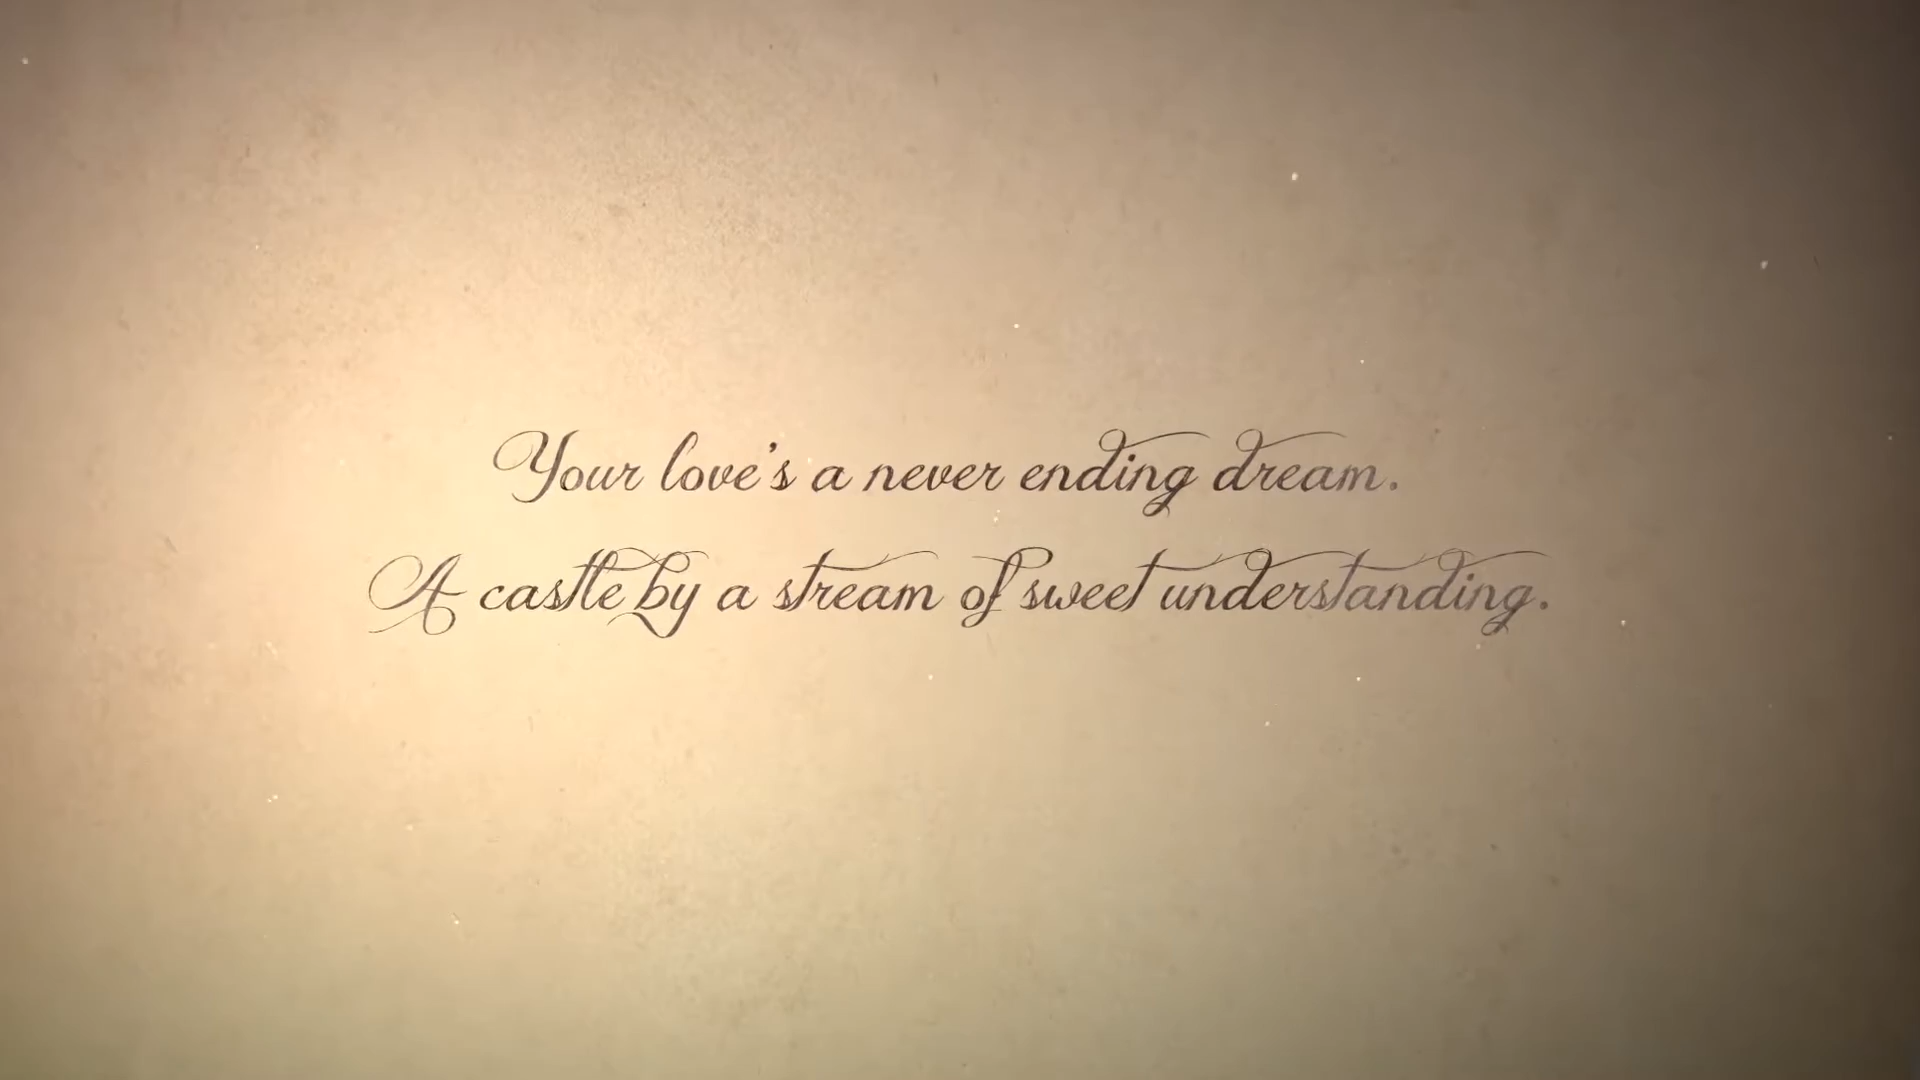 Your love's a never ending dream.
A castle by a stream of sweet understanding.